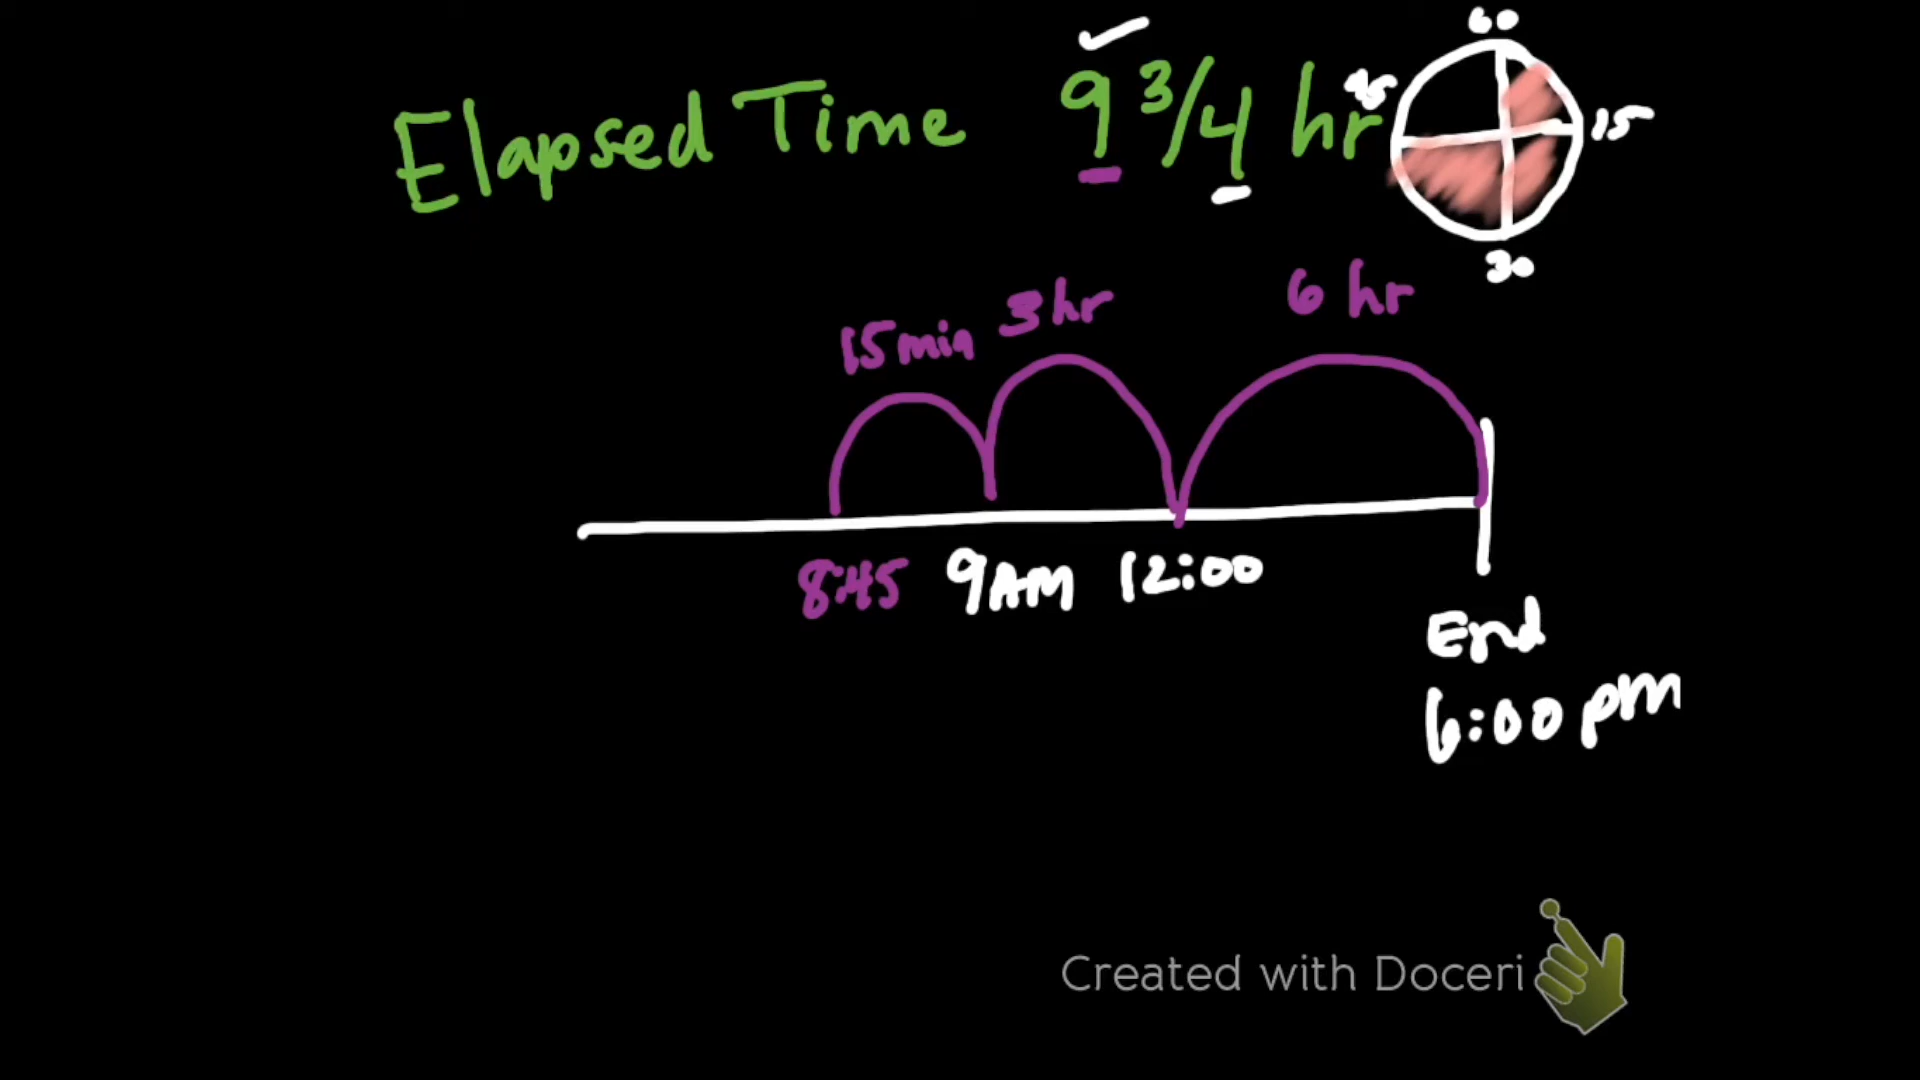 60
Elapsed Time 9 3/4 hr
45
15
30
15 min 3 hr 6 hr
8:45 9AM 12:00
End
6:00 pm
Created with Doceri